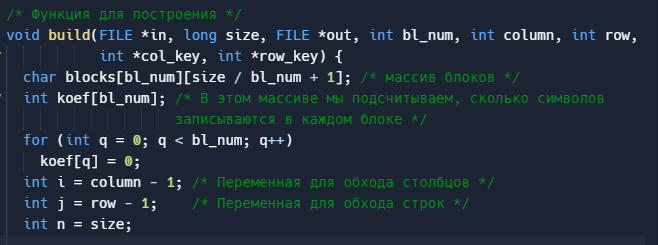 /* Функция для построения */
void build(FILE *in, long size, FILE *out, int bl_num, int column, int row,
int *col_key, int *row_key) {
char blocks[bl_num][size / bl_num + 1]; /* массив блоков */
int koef[bl_num]; /* В этом массиве мы подсчитываем, сколько символов
записываются в каждом блоке */
for (int q = 0; q < bl_num; q++)
koef[q] = 0;
int i = column - 1; /* Переменная для обхода столбцов */
int j = row - 1; /* Переменная для обхода строк */
int n = size;